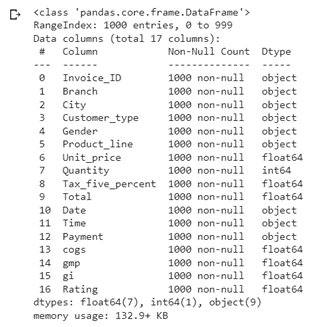 <class 'pandas.core.frame.DataFrame'>
RangeIndex: 1000 entries, 0 to 999
Data columns (total 17 columns):
 #   Column            Non-Null Count  Dtype
---  ------            --------------  -----
 0   Invoice_ID        1000 non-null   object
 1   Branch            1000 non-null   object
 2   City              1000 non-null   object
 3   Customer_type     1000 non-null   object
 4   Gender            1000 non-null   object
 5   Product_line      1000 non-null   object
 6   Unit_price        1000 non-null   float64
 7   Quantity          1000 non-null   int64
 8   Tax_five_percent  1000 non-null   float64
 9   Total             1000 non-null   float64
 10  Date              1000 non-null   object
 11  Time              1000 non-null   object
 12  Payment           1000 non-null   object
 13  cogs              1000 non-null   float64
 14  gmp               1000 non-null   float64
 15  gi                1000 non-null   float64
 16  Rating            1000 non-null   float64
dtypes: float64(7), int64(1), object(9)
memory usage: 132.9+ KB